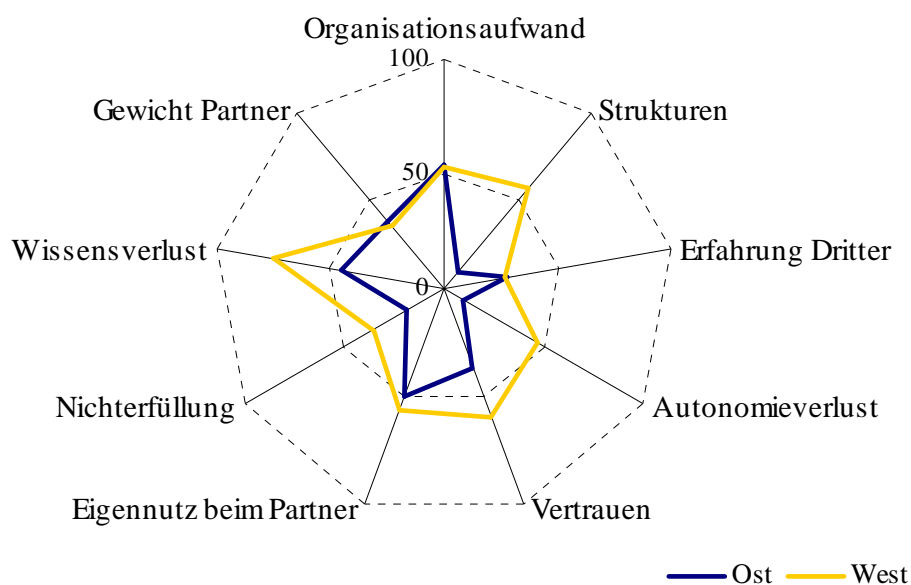 Organisationsaufwand
100
Gewicht Partner
Strukturen
50
Wissensverlust
Erfahrung Dritter
0
Nichterfüllung
Autonomieverlust
Eigennutz beim Partner
Vertrauen
Ost
West